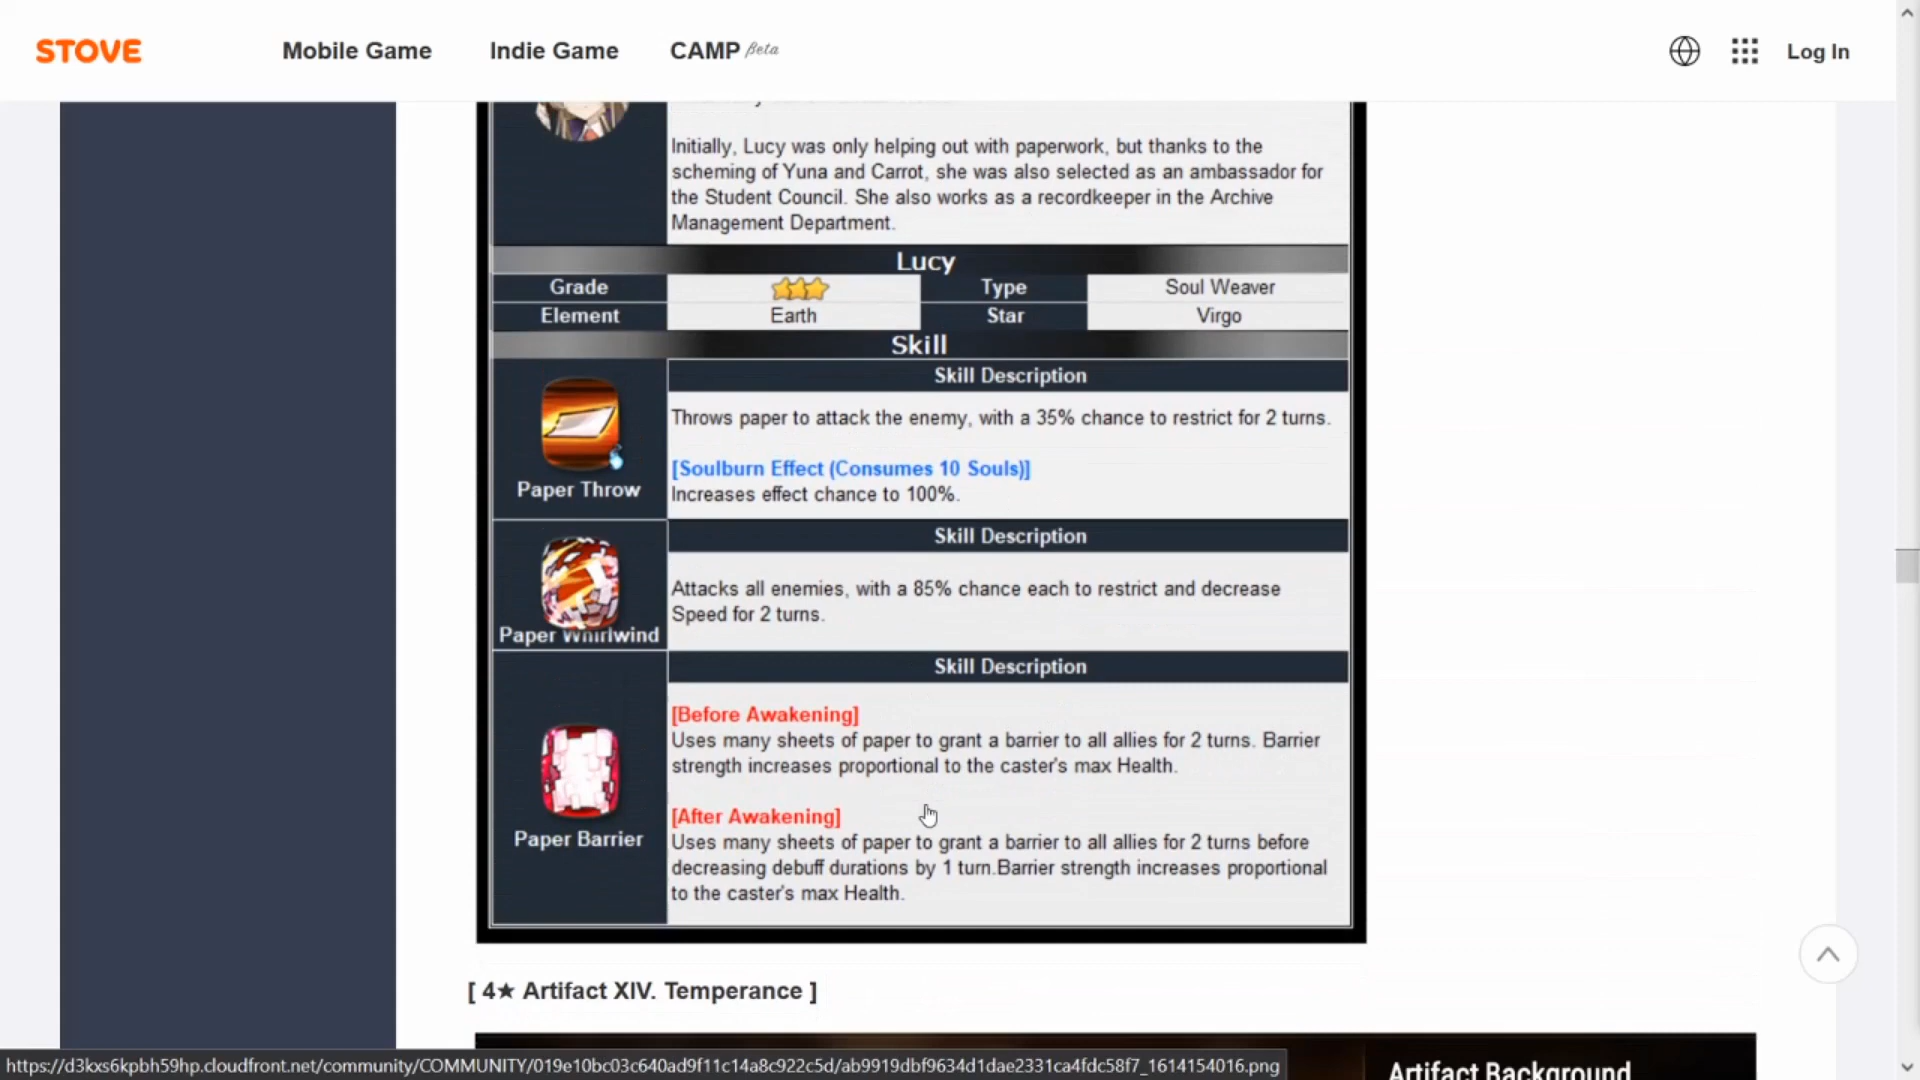 STOVE
Mobile Game
Indie Game
CAMP Beta
Log In
Initially, Lucy was only helping out with paperwork, but thanks to the
scheming of Yuna and Carrot, she was also selected as an ambassador for
the Student Council. She also works as a recordkeeper in the Archive
Management Department.
Lucy
Grade
Type
Soul Weaver
Element
Earth
Star
Virgo
Skill
Skill Description
Throws paper to attack the enemy, with a 35% chance to restrict for 2 turns.
[Soulburn Effect (Consumes 10 Souls)]
Increases effect chance to 100%.
Paper Throw
Skill Description
Attacks all enemies, with a 85% chance each to restrict and decrease
Speed for 2 turns.
Paper Whirlwind
Skill Description
[Before Awakening]
Uses many sheets of paper to grant a barrier to all allies for 2 turns. Barrier
strength increases proportional to the caster's max Health.
[After Awakening]
Uses many sheets of paper to grant a barrier to all allies for 2 turns before
decreasing debuff durations by 1 turn.Barrier strength increases proportional
to the caster's max Health.
Paper Barrier
[ 4★ Artifact XIV. Temperance ]
Artifact Background
https://d3kxs6kpbh59hp.cloudfront.net/community/COMMUNITY/019e10bc03c640ad9f11c14a8c922c5d/ab9919dbf9634d1dae2331ca4fdc58f7_1614154016.png